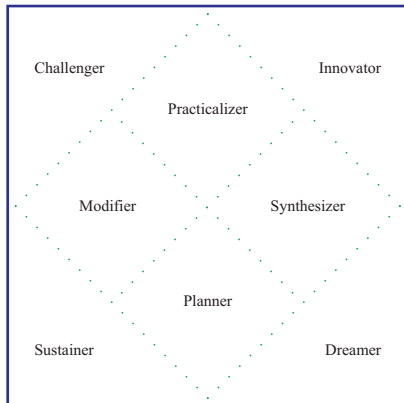 Challenger
Innovator
Practicalizer
Modifier
Synthesizer
Planner
Sustainer
Dreamer